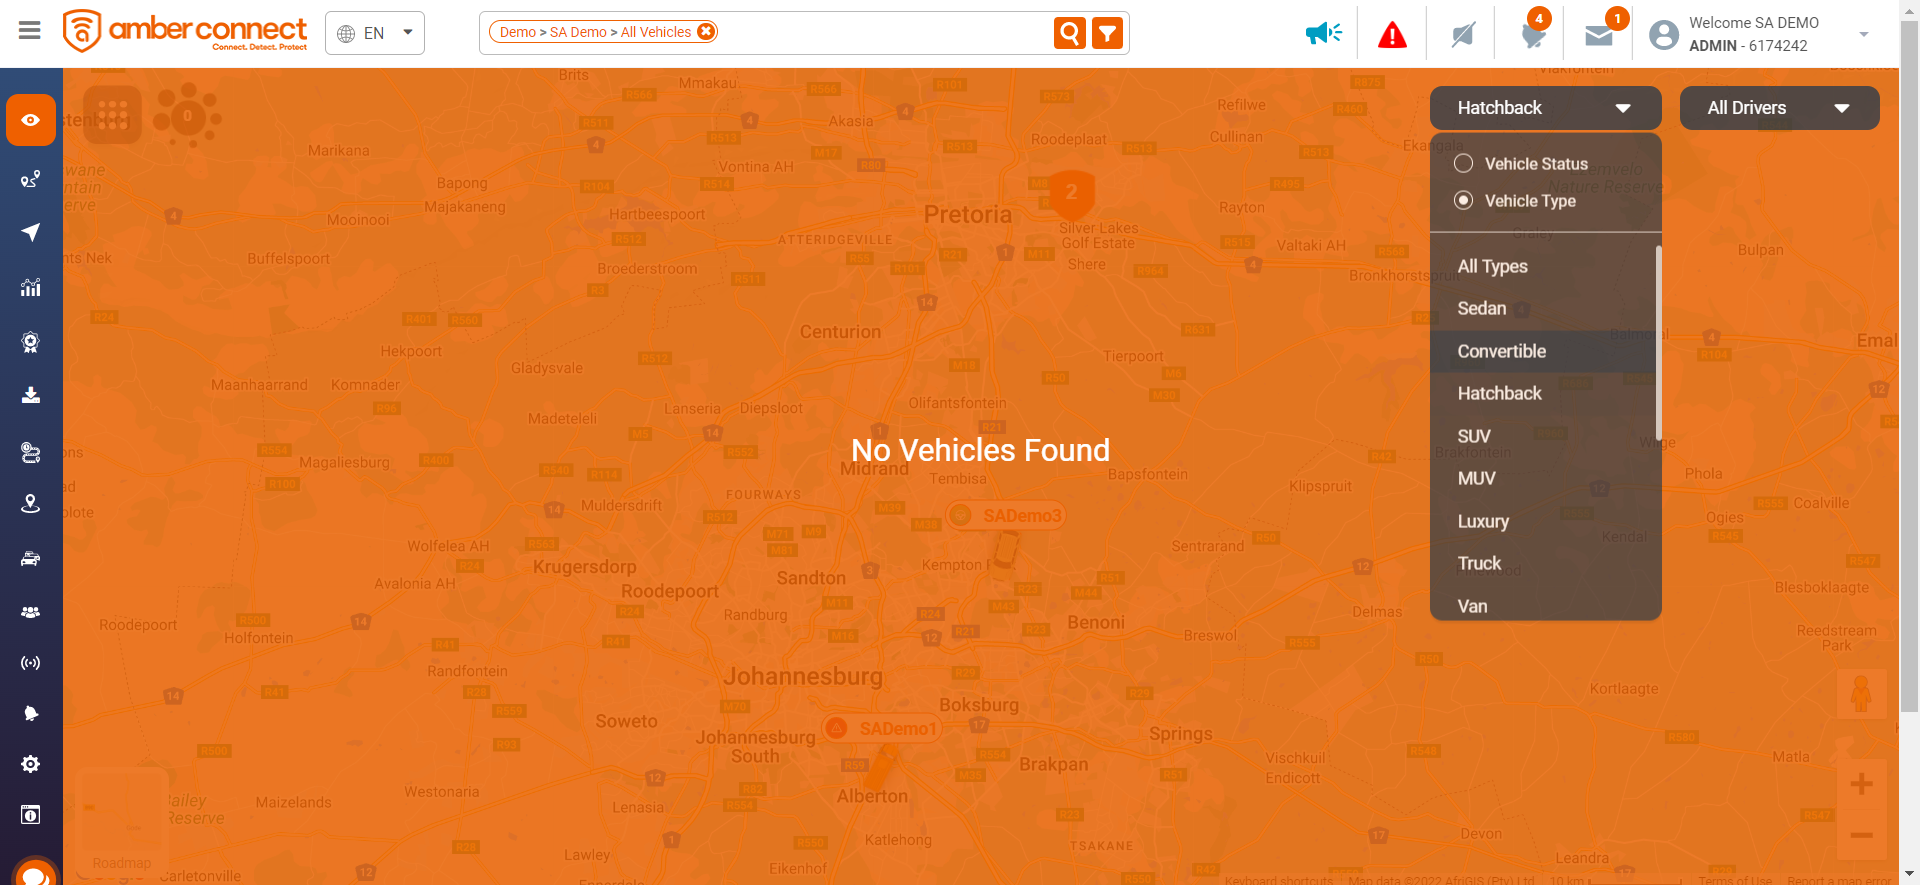 amber connect
Connect. Detect. Protect
EN
Demo > SA Demo > All Vehicles
4
1
Welcome SA DEMO
ADMIN - 6174242
Hatchback
All Drivers
Vehicle Status
Vehicle Type
All Types
Sedan
Convertible
Hatchback
SUV
MUV
Luxury
Truck
Van
0
2
No Vehicles Found
SADemo3
SADemo1
Brits
Mmakau
Akasia
Refilwe
Cullinan
Roodeplaat
Marikana
Vontina AH
Bapong
Majakaneng
Mooinooi
Hartbeespoort
Pretoria
ATTERIDGEVILLE
Silver Lakes
Golf Estate
Shere
Rayton
Valtaki AH
Bulpan
Buffelspoort
Broederstroom
Centurion
Hekpoort
Gladysvale
Tierpoort
Maanhaarrand
Komnader
Lanseria
Diepsloot
Olifantsfontein
Madeteleli
Magaliesburg
Midrand
Tembisa
Bapsfontein
Phola
Klipspruit
Coalville
Ogies
Kendal
FOURWAYS
Muldersdrift
Wolfelea AH
Krugersdorp
Avalonia AH
Roodepoort
Sandton
Randburg
Sentrarand
Blesboklaagte
Delmas
Roodepoort
Holfontein
Benoni
Breswol
Reedstream
Park
Randfontein
Johannesburg
Boksburg
Kortlaagte
Soweto
Johannesburg
South
Springs
Brakpan
Vischkuil
Endicott
Matla
Westonaria
Maizelands
Lenasia
Alberton
Katlehong
TSAKANE
Devon
Lawley
Eikenhof
Leandra
Carletonville
Roadmap
Keyboard shortcuts
Map data ©2022 AfriGIS (Pty) Ltd
10 km
Terms of Use
Report a map error